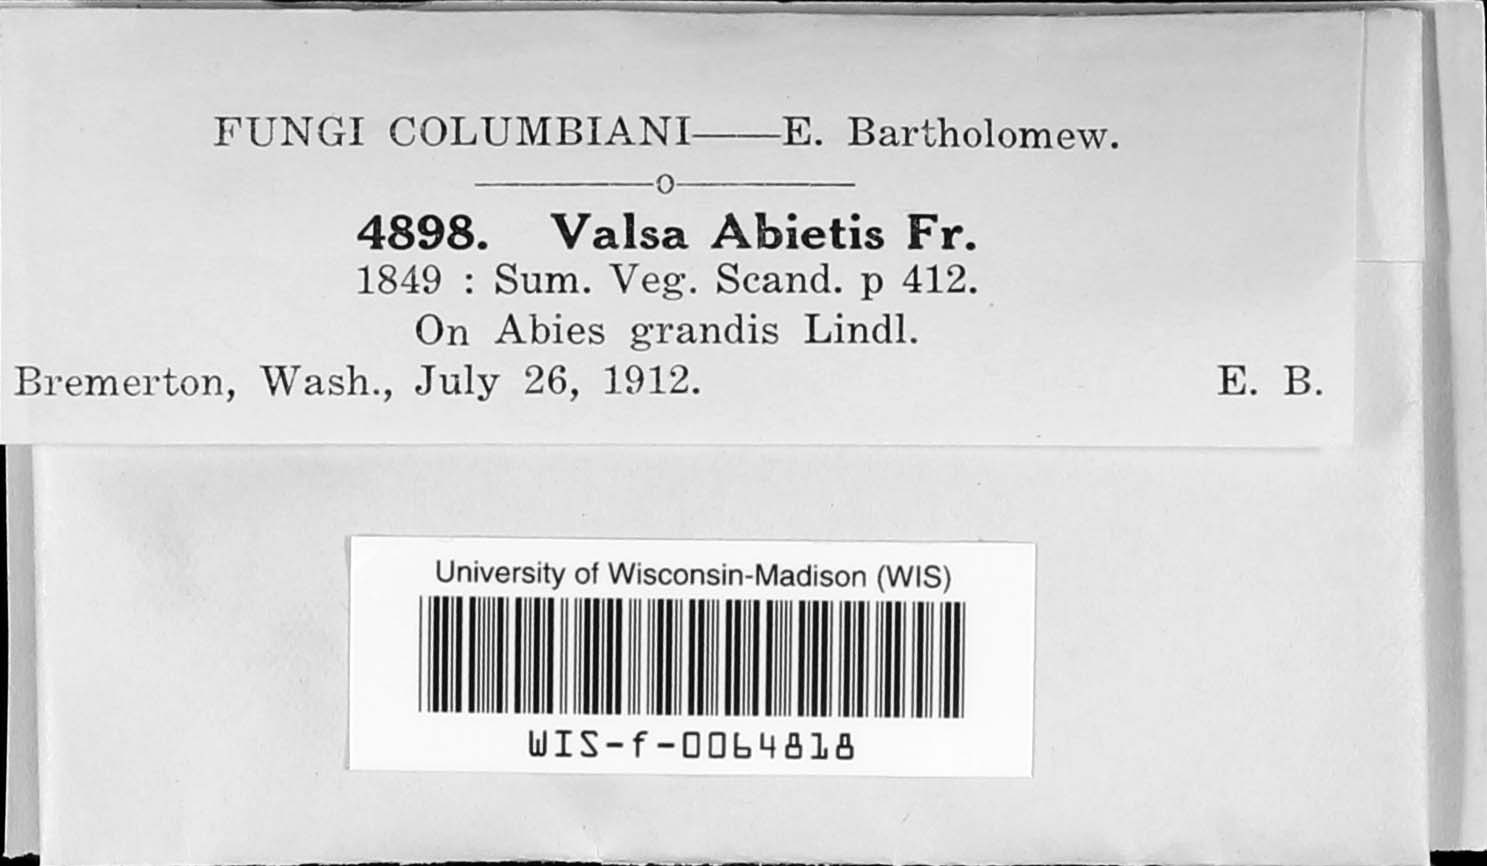 FUNGI COLUMBIANI——E. Bartholomew.
———o———
4898. Valsa Abietis Fr.
1849 : Sum. Veg. Scand. p 412.
On Abies grandis Lindl.
Bremerton, Wash., July 26, 1912. E. B.
University of Wisconsin-Madison (WIS)
WIS-f-0064818